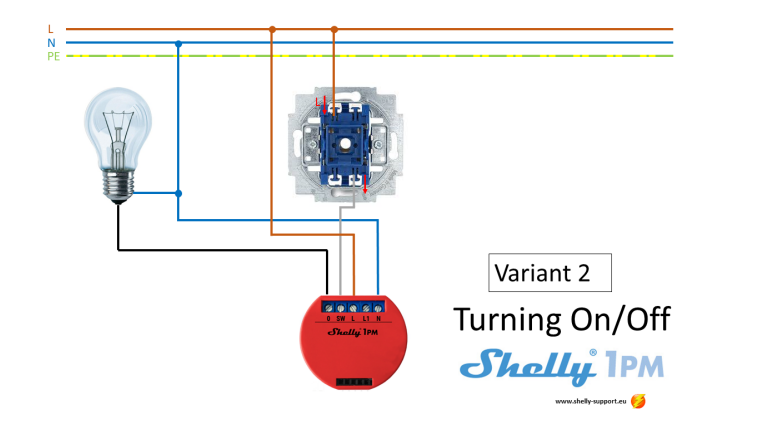 L
N
PE
L
O SW L L1 N
Shelly 1PM
Variant 2
Turning On/Off
Shelly® 1PM
www.shelly-support.eu